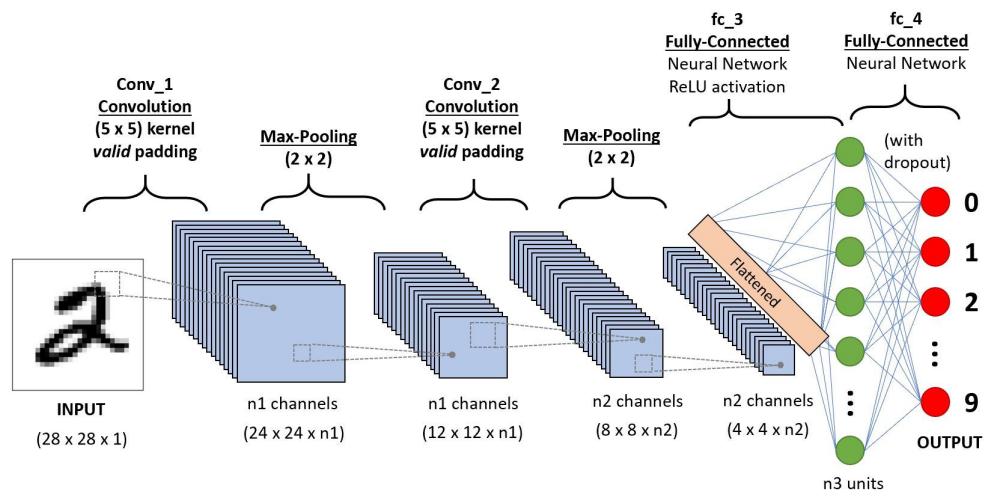 fc_3
Fully-Connected
Neural Network
ReLU activation
fc_4
Fully-Connected
Neural Network
Conv_1
Convolution
(5 x 5) kernel
valid padding
Max-Pooling
(2 x 2)
Conv_2
Convolution
(5 x 5) kernel
valid padding
Max-Pooling
(2 x 2)
(with
dropout)
Flattened
0
1
2
9
INPUT
(28 x 28 x 1)
n1 channels
(24 x 24 x n1)
n1 channels
(12 x 12 x n1)
n2 channels
(8 x 8 x n2)
n2 channels
(4 x 4 x n2)
OUTPUT
n3 units